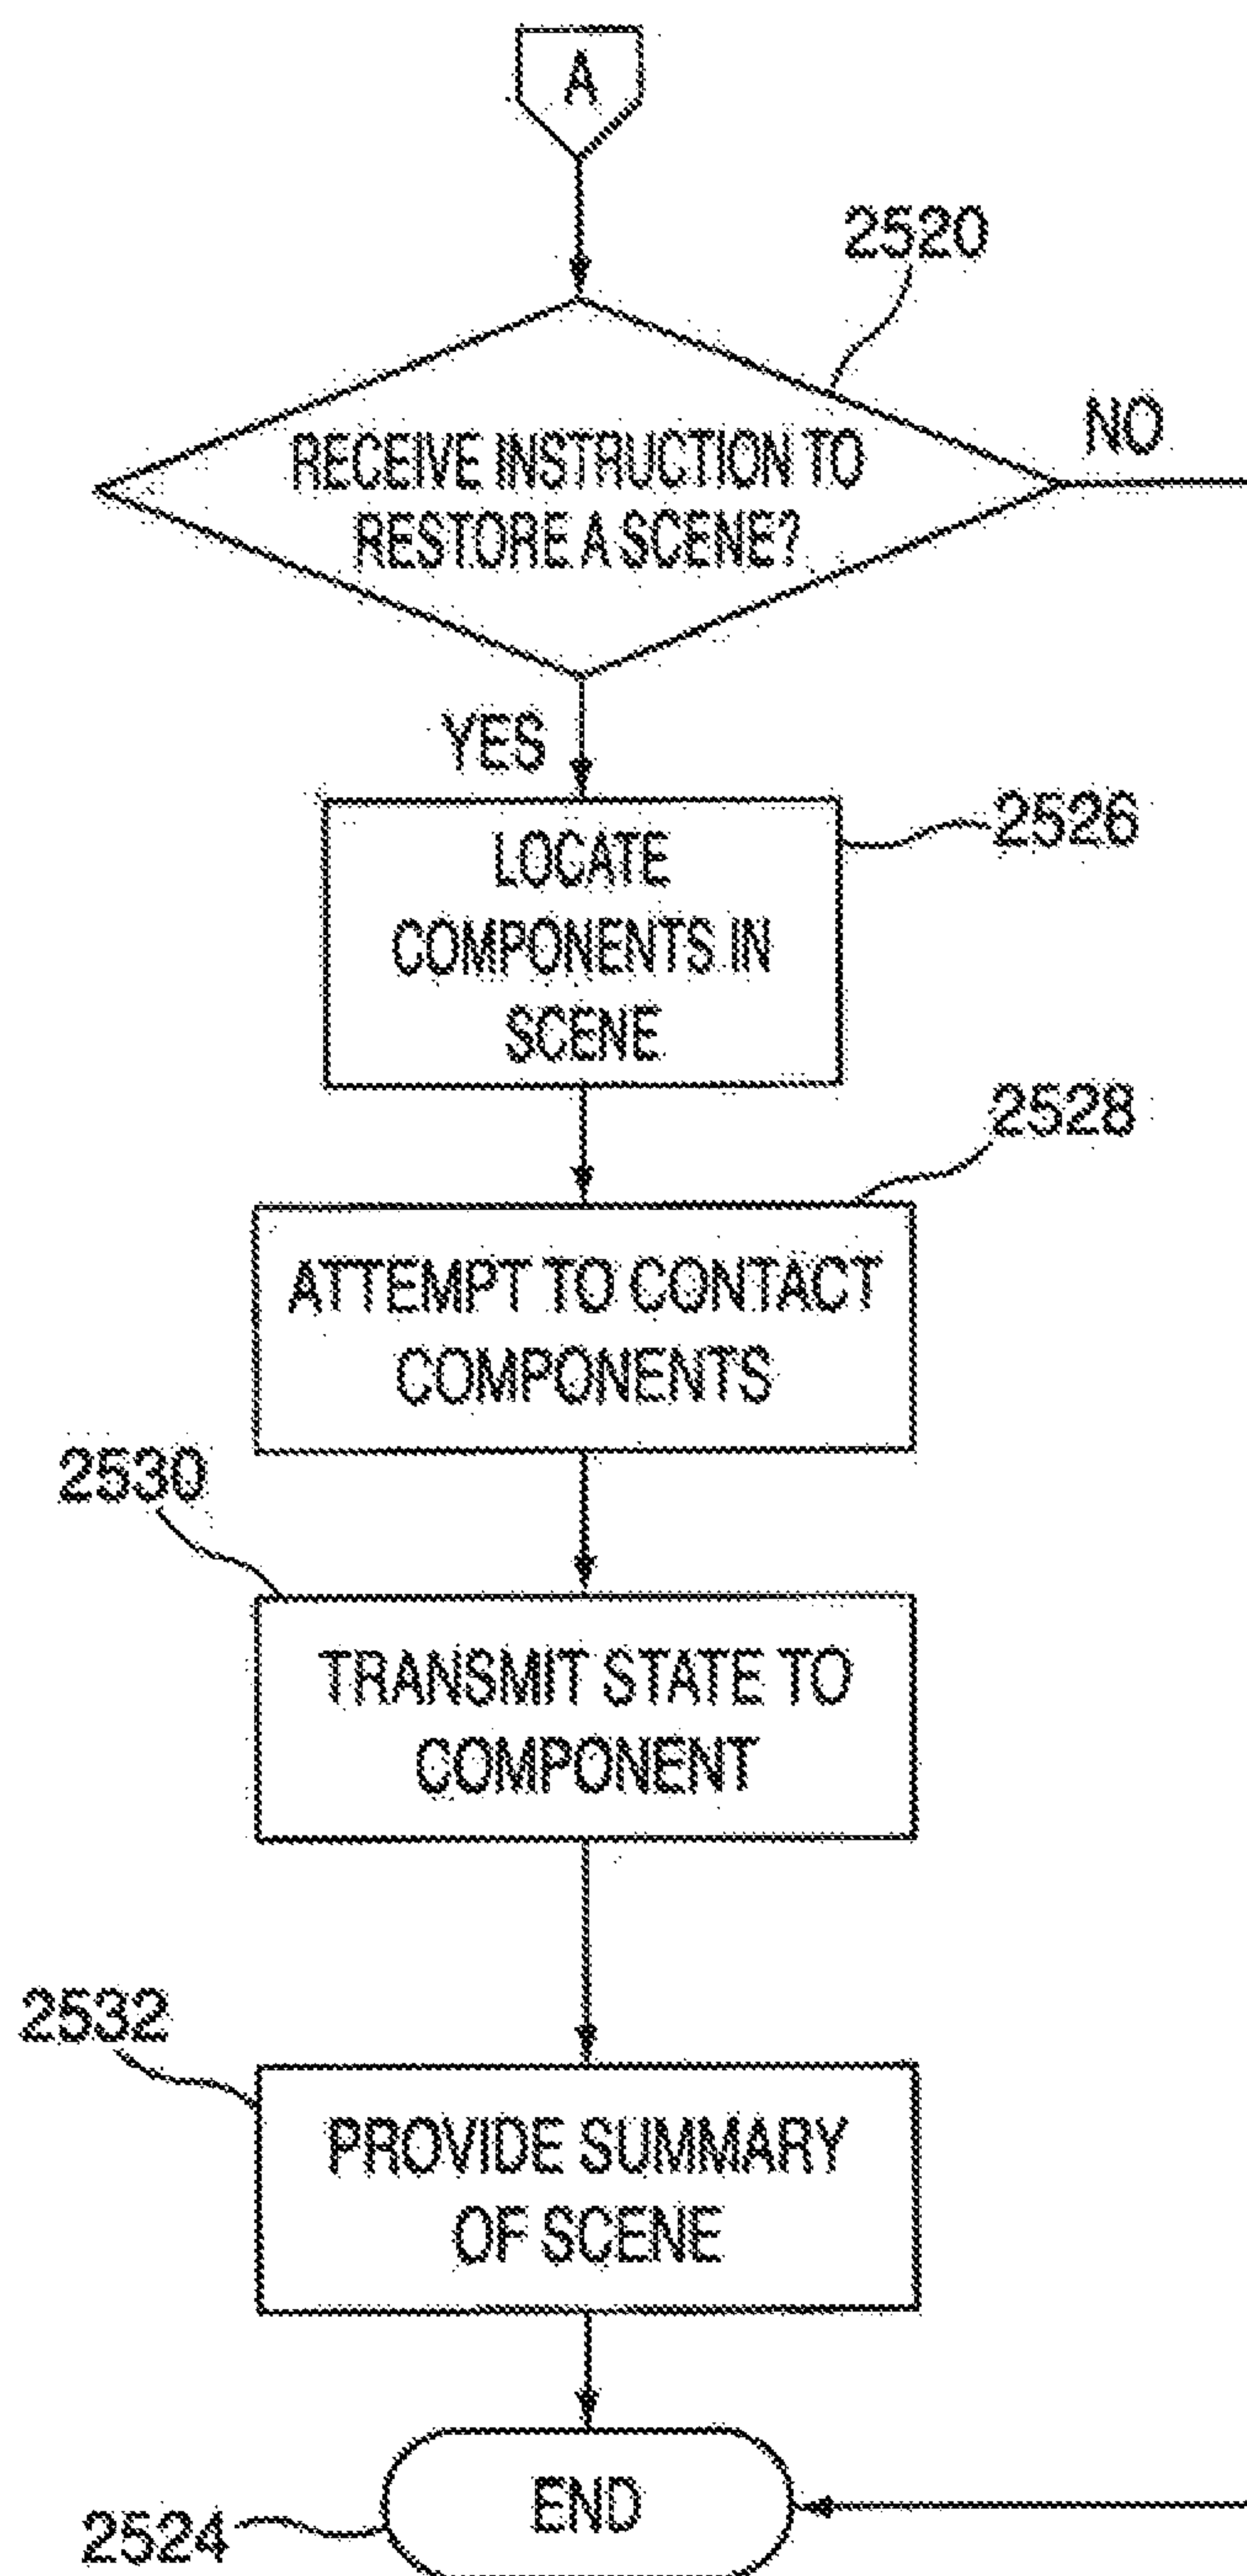 A
2520
RECEIVE INSTRUCTION TO
RESTORE A SCENE?
NO
YES
LOCATE
COMPONENTS IN
SCENE
2526
2528
ATTEMPT TO CONTACT
COMPONENTS
2530
TRANSMIT STATE TO
COMPONENT
2532
PROVIDE SUMMARY
OF SCENE
END
2524